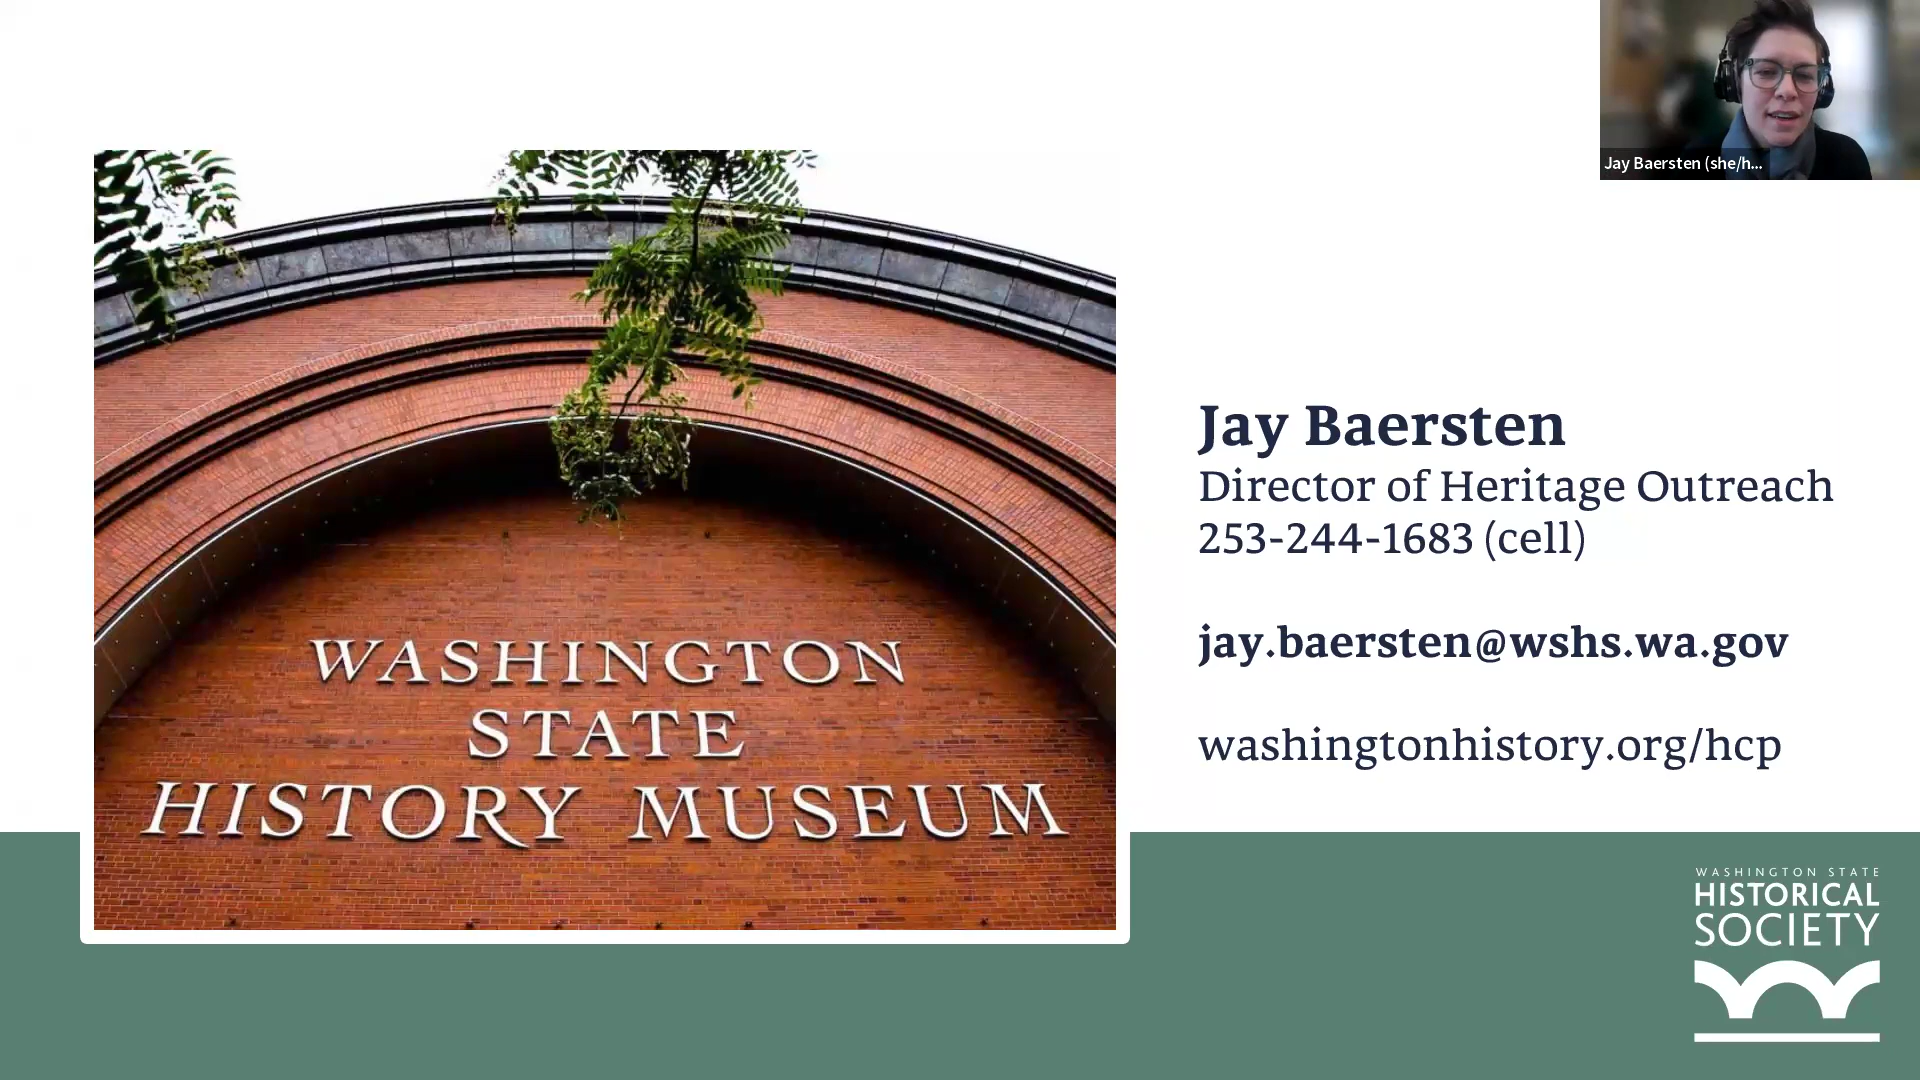 Jay Baersten (she/h...
WASHINGTON
STATE
HISTORY MUSEUM
Jay Baersten
Director of Heritage Outreach
253-244-1683 (cell)
jay.baersten@wshs.wa.gov
washingtonhistory.org/hcp
WASHINGTON STATE
HISTORICAL
SOCIETY